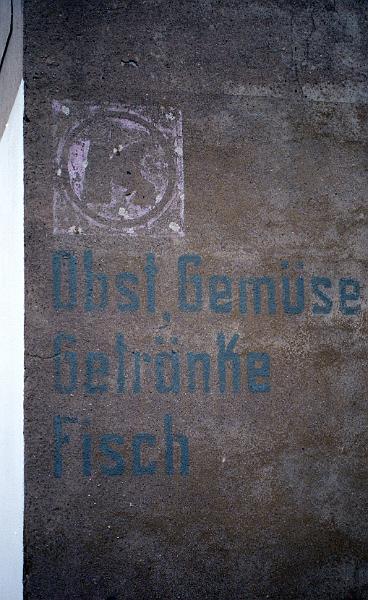 Obst, Gemüse
Getränke
Fisch